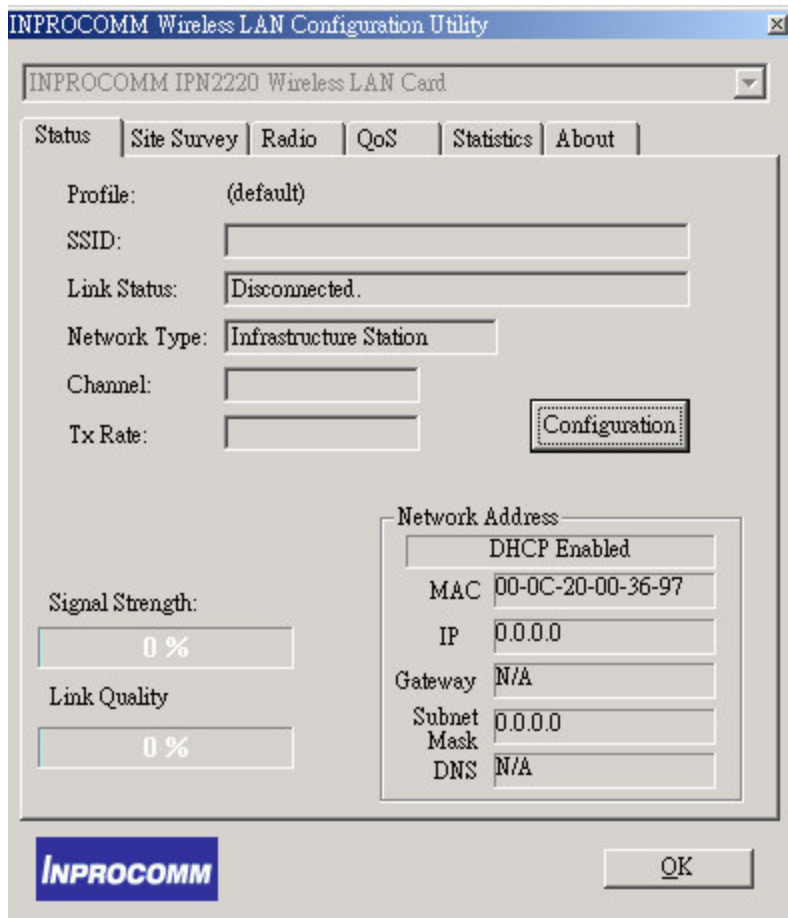 INPROCOMM Wireless LAN Configuration Utility
INPROCOMM IPN2220 Wireless LAN Card
Status Site Survey Radio QoS Statistics About
Profile: (default)
SSID:
Link Status: Disconnected.
Network Type: Infrastructure Station
Channel:
Tx Rate:
Configuration
Network Address
DHCP Enabled
MAC 00-0C-20-00-36-97
IP 0.0.0.0
Gateway N/A
Subnet Mask 0.0.0.0
DNS N/A
Signal Strength:
0 %
Link Quality
0 %
INPROCOMM
OK